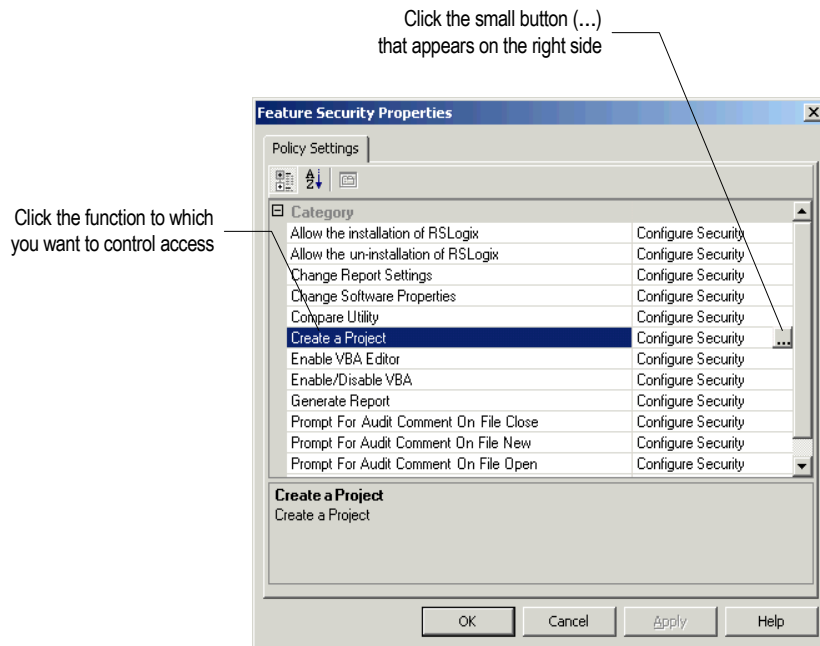 Click the small button (...)
that appears on the right side
Feature Security Properties
Policy Settings
Category
Click the function to which
you want to control access
Allow the installation of RSLogix Configure Security
Allow the un-installation of RSLogix Configure Security
Change Report Settings Configure Security
Change Software Properties Configure Security
Compare Utility Configure Security
Create a Project Configure Security ...
Enable VBA Editor Configure Security
Enable/Disable VBA Configure Security
Generate Report Configure Security
Prompt For Audit Comment On File Close Configure Security
Prompt For Audit Comment On File New Configure Security
Prompt For Audit Comment On File Open Configure Security
Create a Project
Create a Project
OK Cancel Apply Help